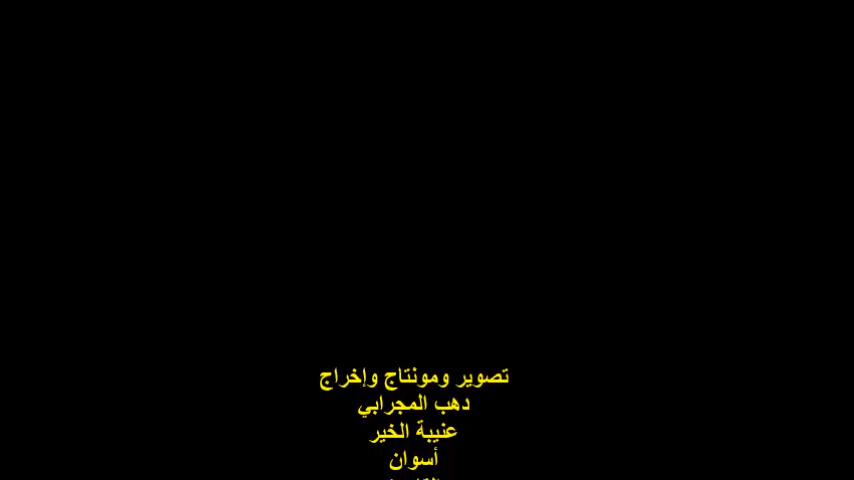 تصوير ومونتاج وإخراج
دهب المجرابي
عنيبة الخير
أسوان